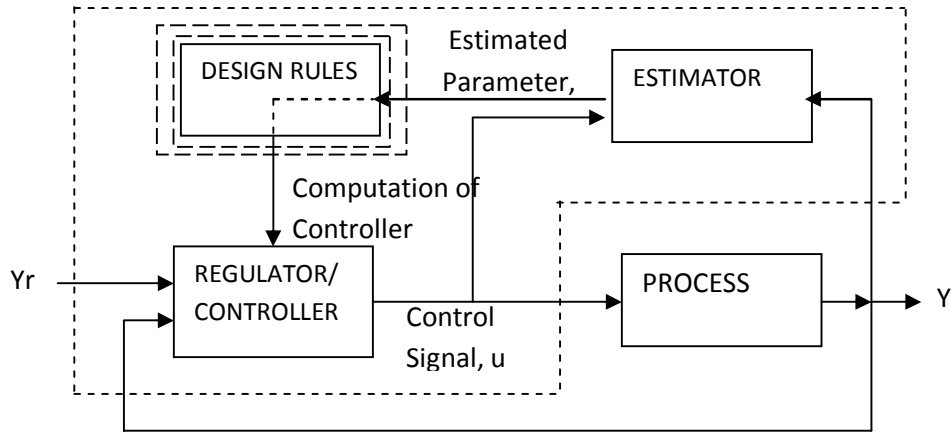 Estimated
Parameter,
DESIGN RULES
ESTIMATOR
Computation of
Controller
Yr
REGULATOR/
CONTROLLER
PROCESS
Y
Control
Signal, u